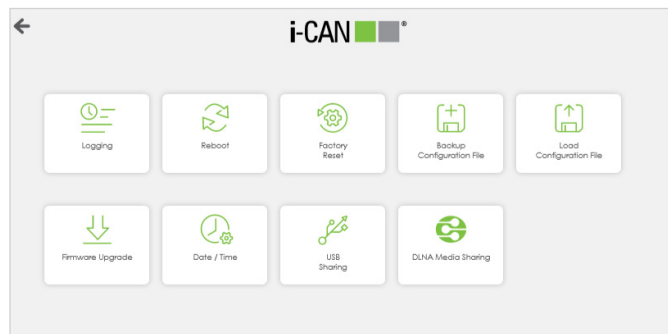 i-CAN ®
Logging
Reboot
Factory
Reset
Backup
Configuration File
Load
Configuration File
Firmware Upgrade
Date / Time
USB
Sharing
DLNA Media Sharing